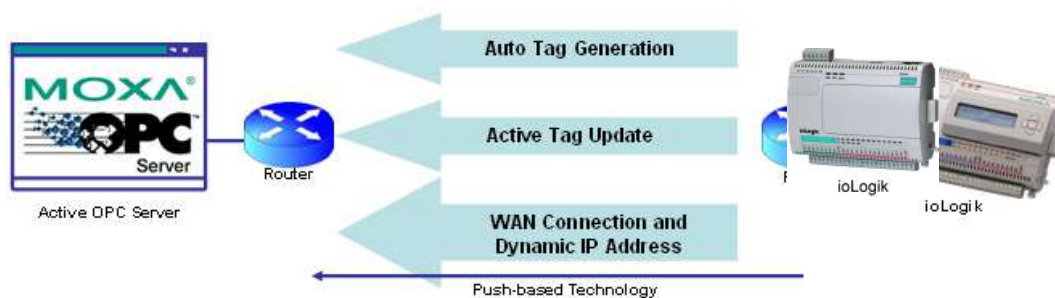 MOXA®
OPC™
Server
Active OPC Server
Router
Auto Tag Generation
Active Tag Update
WAN Connection and
Dynamic IP Address
Push-based Technology
ioLogik
ioLogik